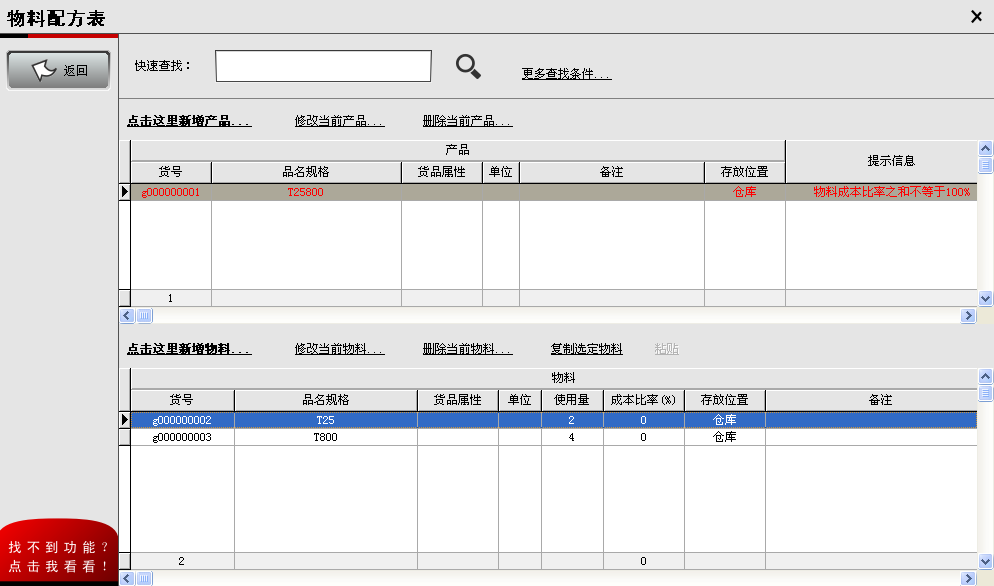 物料配方表
返回
快速查找：
更多查找条件...
点击这里新增产品... 修改当前产品... 删除当前产品...
产品 提示信息
货号 品名规格 货品属性 单位 备注 存放位置
g000000001 T25800 仓库 物料成本比率之和不等于100%
1
点击这里新增物料... 修改当前物料... 删除当前物料... 复制选定物料 粘贴
物料
货号 品名规格 货品属性 单位 使用量 成本比率(%) 存放位置 备注
g000000002 T25 2 0 仓库
g000000003 T800 4 0 仓库
2 0
找不到功能?
点击我看看!